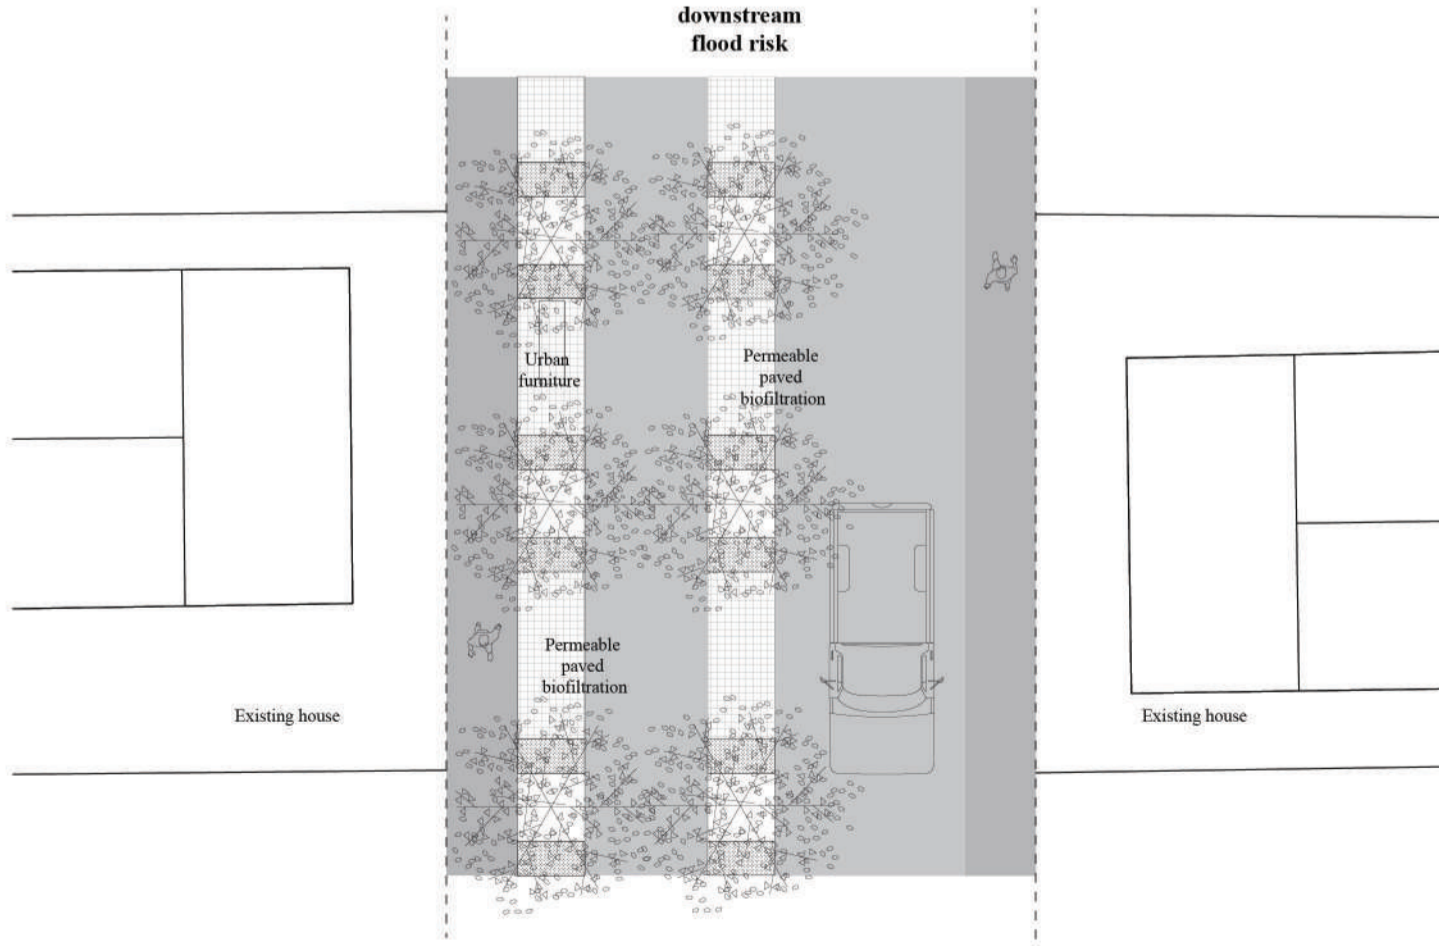 downstream
flood risk
Urban
furniture
Permeable
paved
biofiltration
Permeable
paved
biofiltration
Existing house
Existing house